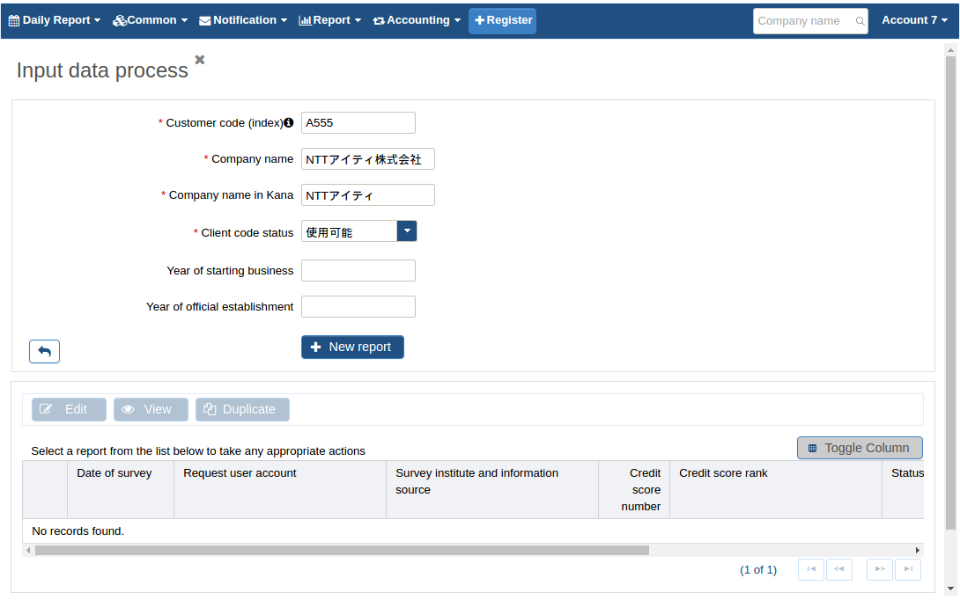 Daily Report Common Notification Report Accounting Register Company name Account 7
Input data process
* Customer code (index) A555
* Company name NTTアイティ株式会社
* Company name in Kana NTTアイティ
* Client code status 使用可能
Year of starting business
Year of official establishment
New report
Edit View Duplicate
Select a report from the list below to take any appropriate actions
Toggle Column
Date of survey Request user account Survey institute and information Credit Credit score rank Status
source score
number
No records found.
(1 of 1)